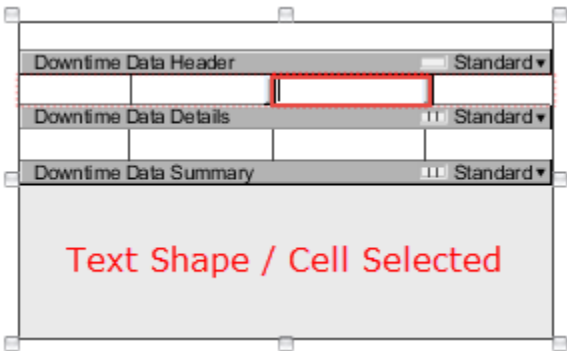 Downtime Data Header Standard
Downtime Data Details Standard
Downtime Data Summary Standard
Text Shape / Cell Selected